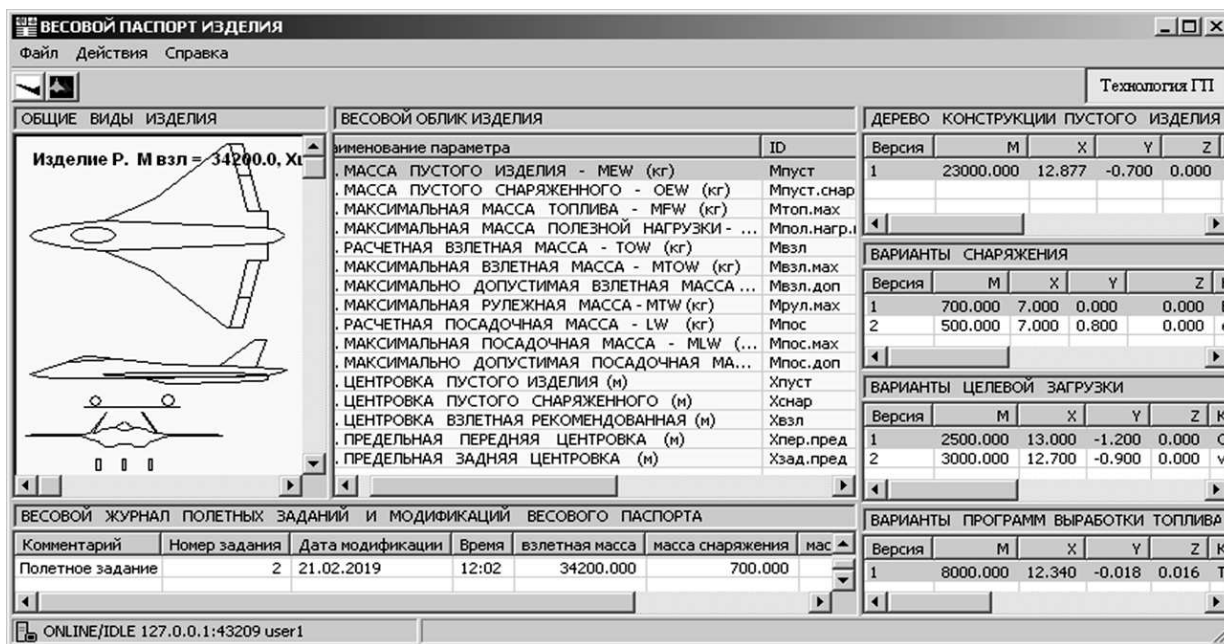 ВЕСОВОЙ ПАСПОРТ ИЗДЕЛИЯ
Файл Действия Справка
Технология ГП
ОБЩИЕ ВИДЫ ИЗДЕЛИЯ
Изделие Р. М взл = 34200.0,
ВЕСОВОЙ ОБЛИК ИЗДЕЛИЯ
именование параметра ID
. МАССА ПУСТОГО ИЗДЕЛИЯ - MEW (кг) Мпуст
. МАССА ПУСТОГО СНАРЯЖЕННОГО - OEW (кг) Мпуст.снар
. МАКСИМАЛЬНАЯ МАССА ТОПЛИВА - MFW (кг) Мтоп.мах
. МАКСИМАЛЬНАЯ МАССА ПОЛЕЗНОЙ НАГРУЗКИ - ... Мпол.нагр.
. РАСЧЕТНАЯ ВЗЛЕТНАЯ МАССА - TOW (кг) Мвзл
. МАКСИМАЛЬНАЯ ВЗЛЕТНАЯ МАССА - MTOW (кг) Мвзл.мах
. МАКСИМАЛЬНО ДОПУСТИМАЯ ВЗЛЕТНАЯ МАССА ... Мвзл.доп
. МАКСИМАЛЬНАЯ РУЛЕЖНАЯ МАССА - MTW (кг) Мрул.мах
. РАСЧЕТНАЯ ПОСАДОЧНАЯ МАССА - LW (кг) Мпос
. МАКСИМАЛЬНАЯ ПОСАДОЧНАЯ МАССА - MLW (... Мпос.мах
. МАКСИМАЛЬНО ДОПУСТИМАЯ ПОСАДОЧНАЯ МА... Мпос.доп
. ЦЕНТРОВКА ПУСТОГО ИЗДЕЛИЯ (м) Хпуст
. ЦЕНТРОВКА ПУСТОГО СНАРЯЖЕННОГО (м) Хснар
. ЦЕНТРОВКА ВЗЛЕТНАЯ РЕКОМЕНДОВАННАЯ (м) Хвзл
. ПРЕДЕЛЬНАЯ ПЕРЕДНЯЯ ЦЕНТРОВКА (м) Хпер.пред
. ПРЕДЕЛЬНАЯ ЗАДНЯЯ ЦЕНТРОВКА (м) Хзад.пред
ДЕРЕВО КОНСТРУКЦИИ ПУСТОГО ИЗДЕЛИЯ
Версия M X Y Z
1 23000.000 12.877 -0.700 0.000
ВАРИАНТЫ СНАРЯЖЕНИЯ
Версия M X Y Z
1 700.000 7.000 0.000 0.000
2 500.000 7.000 0.800 0.000
ВАРИАНТЫ ЦЕЛЕВОЙ ЗАГРУЗКИ
Версия M X Y Z
1 2500.000 13.000 -1.200 0.000
2 3000.000 12.700 -0.900 0.000
ВАРИАНТЫ ПРОГРАММ ВЫРАБОТКИ ТОПЛИВА
Версия M X Y Z
1 8000.000 12.340 -0.018 0.016
ВЕСОВОЙ ЖУРНАЛ ПОЛЕТНЫХ ЗАДАНИЙ И МОДИФИКАЦИЙ ВЕСОВОГО ПАСПОРТА
Комментарий Номер задания Дата модификации Время взлетная масса масса снаряжения мас
Полетное задание 2 21.02.2019 12:02 34200.000 700.000
ONLINE/IDLE 127.0.0.1:43209 user1